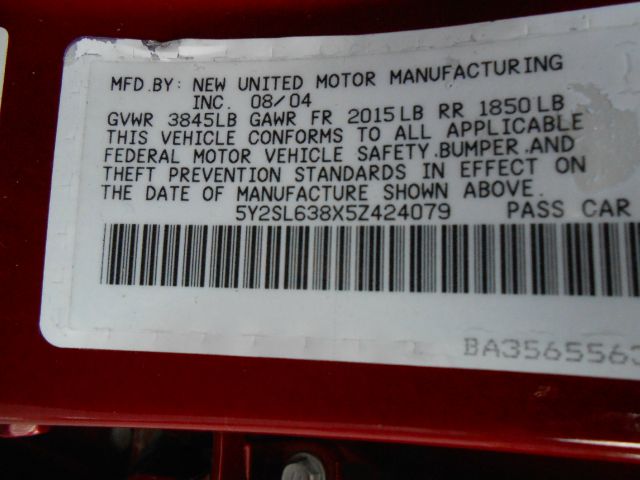 MFD.BY: NEW UNITED MOTOR MANUFACTURING
INC. 08/04
GVWR 3845LB GAWR FR 2015LB RR 1850LB
THIS VEHICLE CONFORMS TO ALL APPLICABLE
FEDERAL MOTOR VEHICLE SAFETY,BUMPER,AND
THEFT PREVENTION STANDARDS IN EFFECT ON
THE DATE OF MANUFACTURE SHOWN ABOVE.
5Y2SL638X5Z424079 PASS CAR
BA3565563